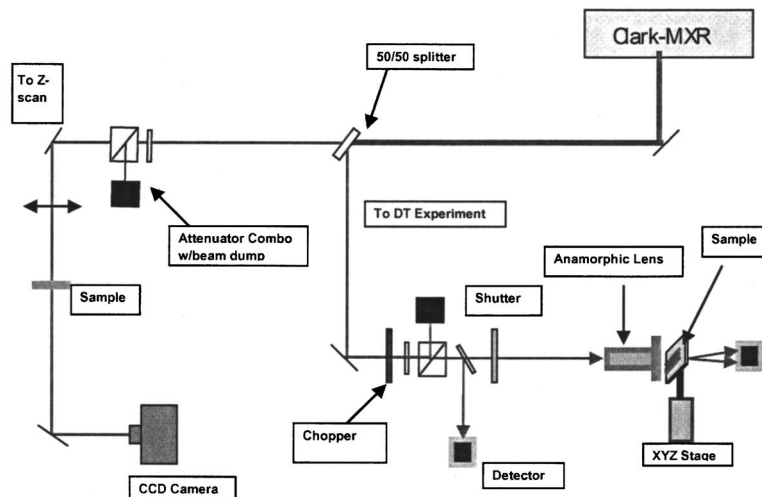 Clark-MXR
50/50 splitter
To Z-
scan
To DT Experiment
Attenuator Combo
w/beam dump
Sample
Anamorphic Lens
Sample
Shutter
Chopper
Detector
XYZ Stage
CCD Camera